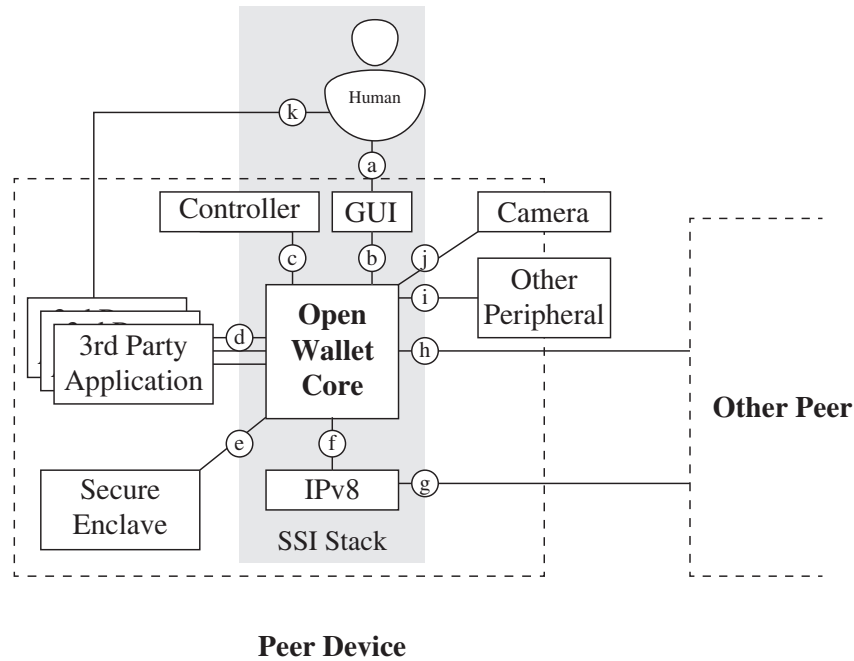 Human
k
a
Controller
GUI
Camera
c
b
j
Other
Peripheral
i
Open
Wallet
Core
d
3rd Party
Application
h
Other Peer
e
f
Secure
Enclave
IPv8
g
SSI Stack
Peer Device